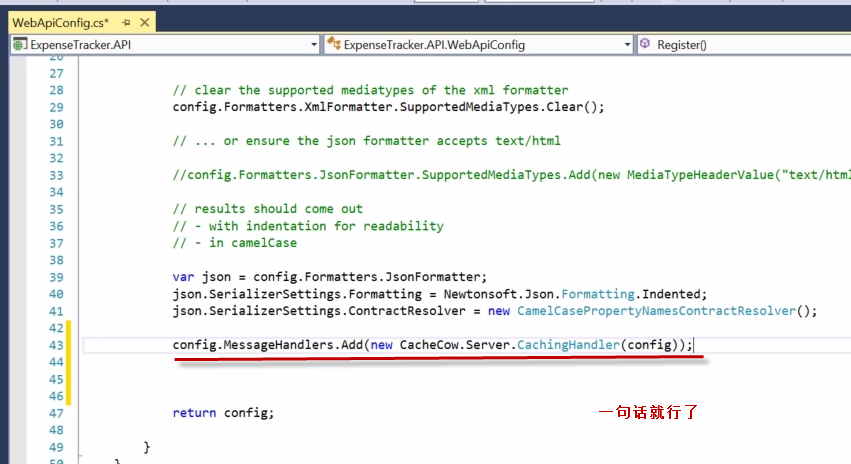 WebApiConfig.cs*
ExpenseTracker.API
ExpenseTracker.API.WebApiConfig
Register()
27
28 // clear the supported mediatypes of the xml formatter
29 config.Formatters.XmlFormatter.SupportedMediaTypes.Clear();
30
31 // ... or ensure the json formatter accepts text/html
32
33 //config.Formatters.JsonFormatter.SupportedMediaTypes.Add(new MediaTypeHeaderValue("text/html
34
35 // results should come out
36 // - with indentation for readability
37 // - in camelCase
38
39 var json = config.Formatters.JsonFormatter;
40 json.SerializerSettings.Formatting = Newtonsoft.Json.Formatting.Indented;
41 json.SerializerSettings.ContractResolver = new CamelCasePropertyNamesContractResolver();
42
43 config.MessageHandlers.Add(new CacheCow.Server.CachingHandler(config));
44
45
46
47 return config;
一句话就行了
48
49 }